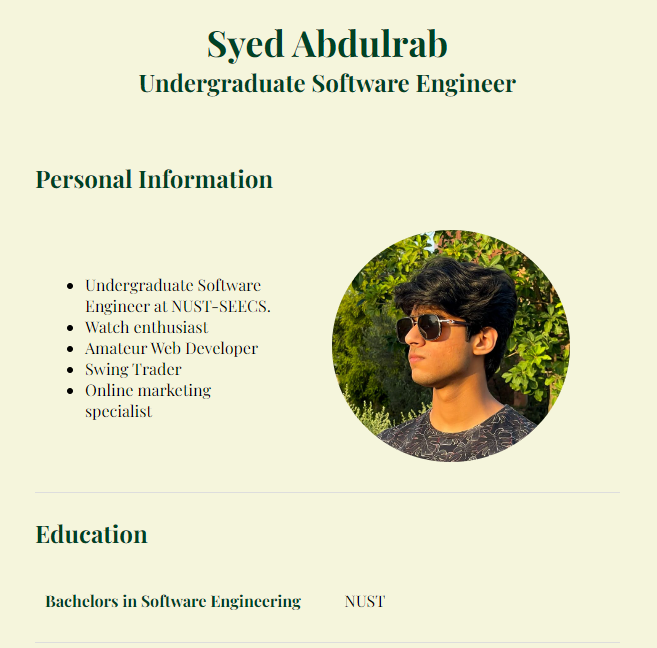 Syed Abdulrab
Undergraduate Software Engineer
Personal Information
Undergraduate Software
Engineer at NUST-SEECS.
Watch enthusiast
Amateur Web Developer
Swing Trader
Online marketing
specialist
Education
Bachelors in Software Engineering NUST